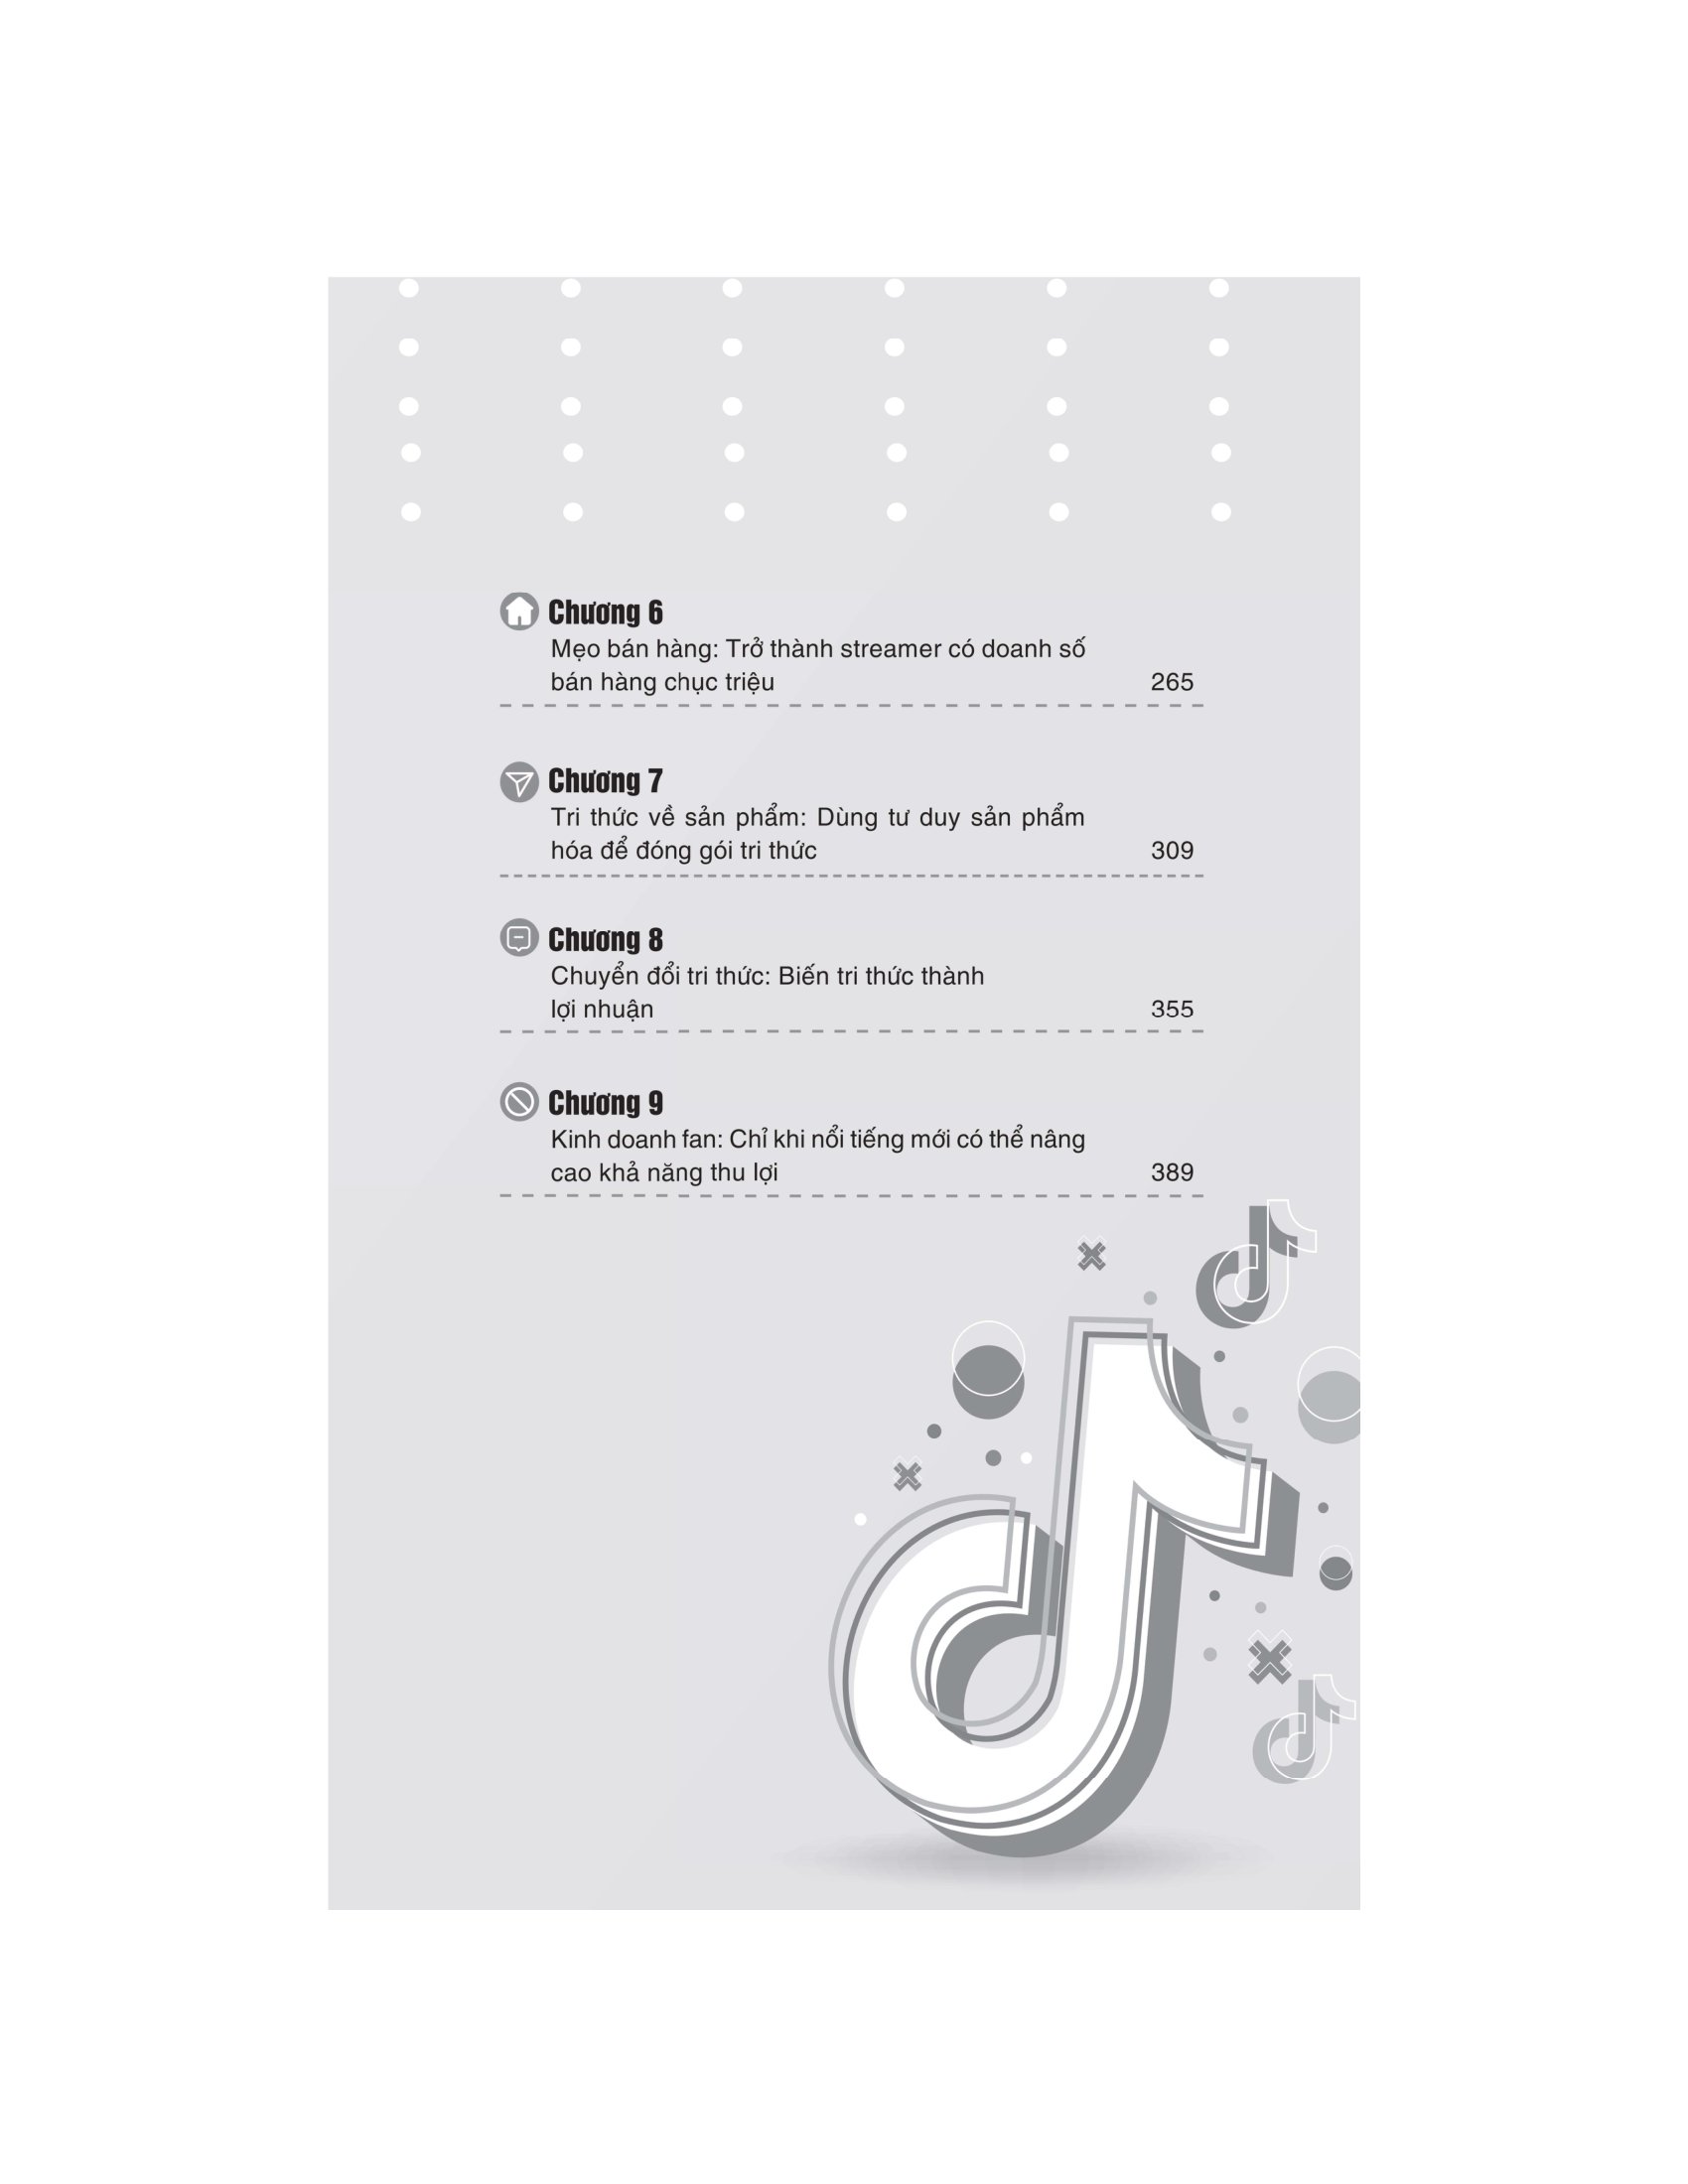 Chương 6
Mẹo bán hàng: Trở thành streamer có doanh số
bán hàng chục triệu 265
Chương 7
Tri thức về sản phẩm: Dùng tư duy sản phẩm
hóa để đóng gói tri thức 309
Chương 8
Chuyển đổi tri thức: Biến tri thức thành
lợi nhuận 355
Chương 9
Kinh doanh fan: Chỉ khi nổi tiếng mới có thể nâng
cao khả năng thu lợi 389